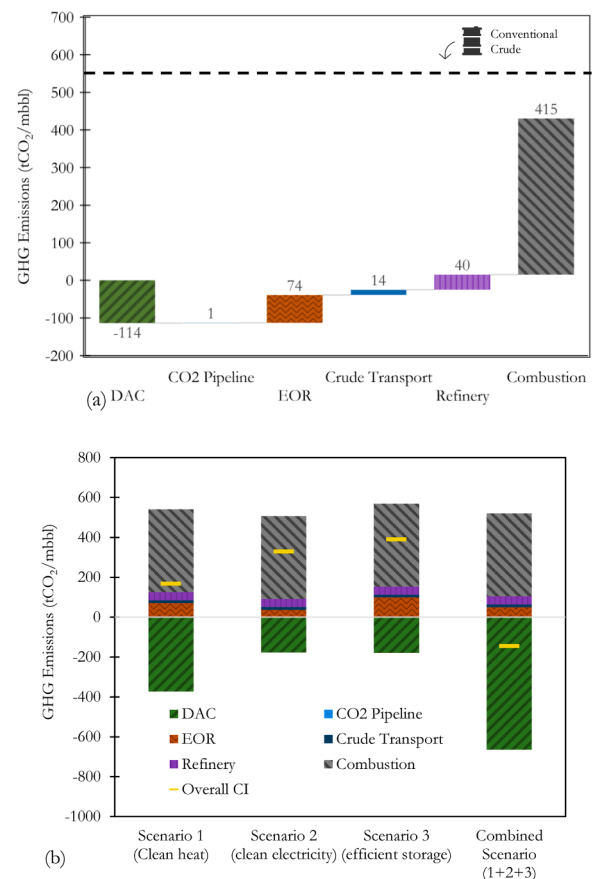 700
600
500
400
300
200
100
0
-100
-200
GHG Emissions (tCO2/mbbl)
Conventional
Crude
-114
1
74
14
40
415
CO2 Pipeline
Crude Transport
Combustion
(a)
DAC
EOR
Refinery
800
600
400
200
0
-200
-400
-600
-800
-1000
GHG Emissions (tCO2/mbbl)
DAC
CO2 Pipeline
EOR
Crude Transport
Refinery
Combustion
Overall CI
Scenario 1
(Clean heat)
Scenario 2
(clean electricity)
Scenario 3
(efficient storage)
Combined
Scenario
(1+2+3)
(b)